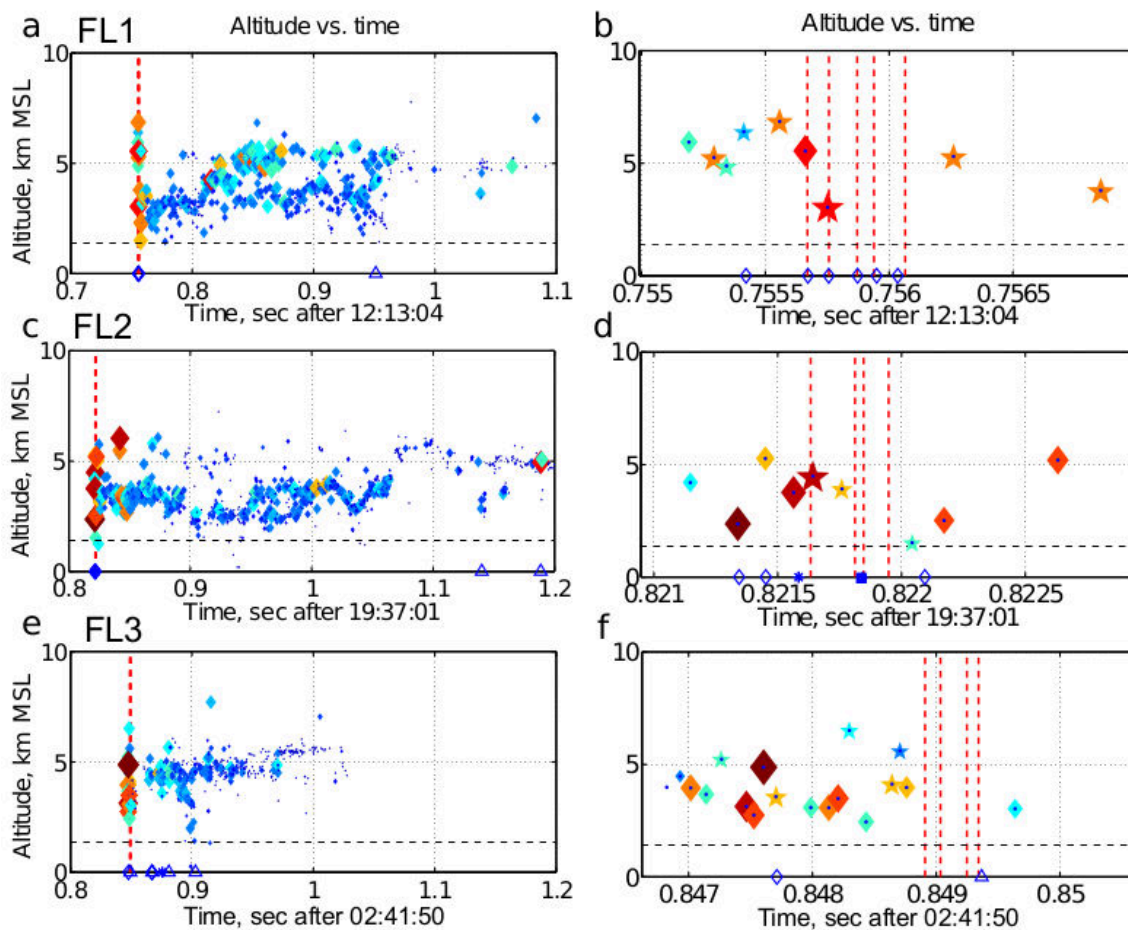 a FL1 Altitude vs. time
b Altitude vs. time
Altitude, km MSL
10
5
0
0.7 0.8 0.9 1 1.1
Time, sec after 12:13:04
10
5
0
0.755 0.7555 0.756 0.7565
Time, sec after 12:13:04
c FL2
d
Altitude, km MSL
10
5
0
0.8 0.9 1 1.1 1.2
Time, sec after 19:37:01
10
5
0
0.821 0.8215 0.822 0.8225
Time, sec after 19:37:01
e FL3
f
Altitude, km MSL
10
5
0
0.8 0.9 1 1.1 1.2
Time, sec after 02:41:50
10
5
0
0.847 0.848 0.849 0.85
Time, sec after 02:41:50